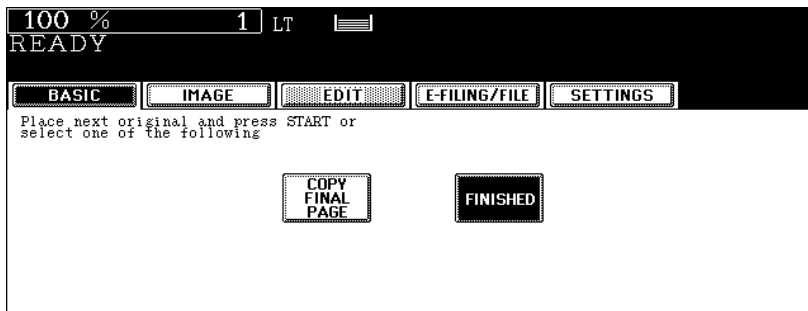 100 % 1 LT
READY
BASIC IMAGE EDIT E-FILING/FILE SETTINGS
Place next original and press START or
select one of the following
COPY
FINAL
PAGE
FINISHED